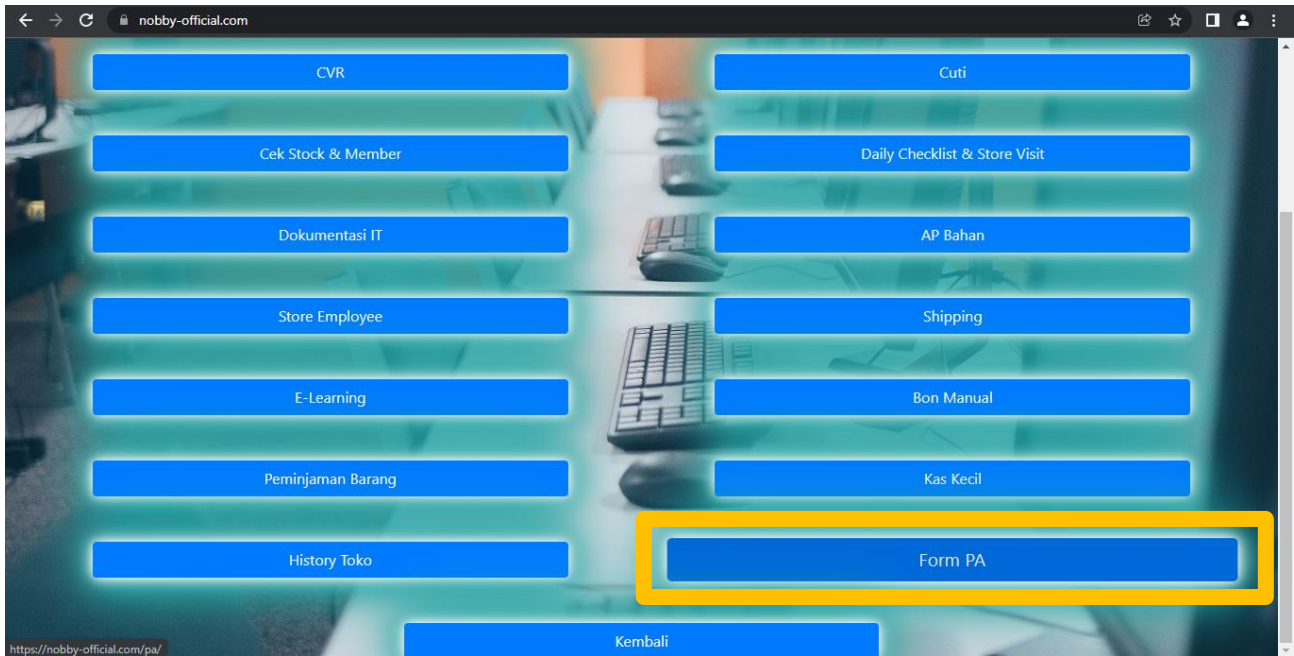 nobby-official.com
CVR
Cuti
Cek Stock & Member
Daily Checklist & Store Visit
Dokumentasi IT
AP Bahan
Store Employee
Shipping
E-Learning
Bon Manual
Peminjaman Barang
Kas Kecil
History Toko
Form PA
Kembali
https://nobby-official.com/pa/